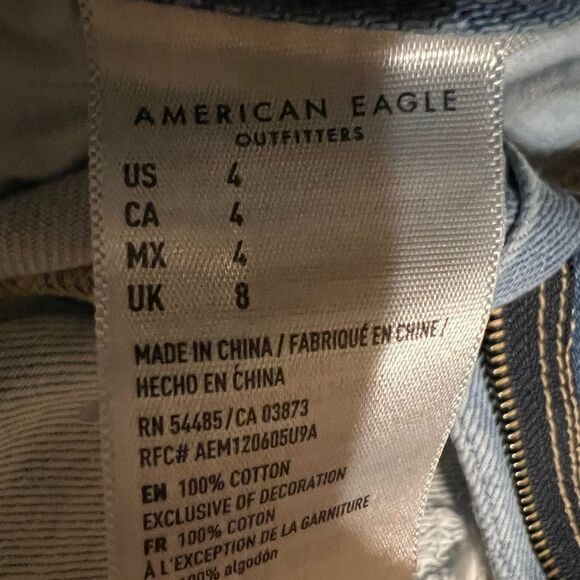 AMERICAN EAGLE
OUTFITTERS
US 4
CA 4
MX 4
UK 8
MADE IN CHINA / FABRIQUÉ EN CHINE /
HECHO EN CHINA
RN 54485 / CA 03873
RFC# AEM120605U9A
EN 100% COTTON
EXCLUSIVE OF DECORATION
FR 100% COTON
À L'EXCEPTION DE LA GARNITURE
100% algodón